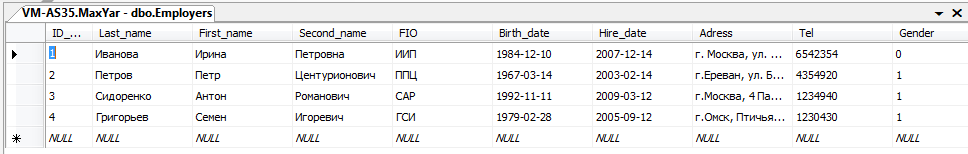 VM-AS35.MaxYar - dbo.Employers
ID_... Last_name First_name Second_name FIO Birth_date Hire_date Adress Tel Gender
1 Иванова Ирина Петровна ИИП 1984-12-10 2007-12-14 г. Москва, ул. ... 6542354 0
2 Петров Петр Центурионович ППЦ 1967-03-14 2003-02-14 г.Ереван, ул. Б... 4354920 1
3 Сидоренко Антон Романович САР 1992-11-11 2009-03-12 г.Москва, 4 Па... 1234940 1
4 Григорьев Семен Игоревич ГСИ 1979-02-28 2005-09-12 г.Омск, Птичья... 1230430 1
NULL NULL NULL NULL NULL NULL NULL NULL NULL NULL